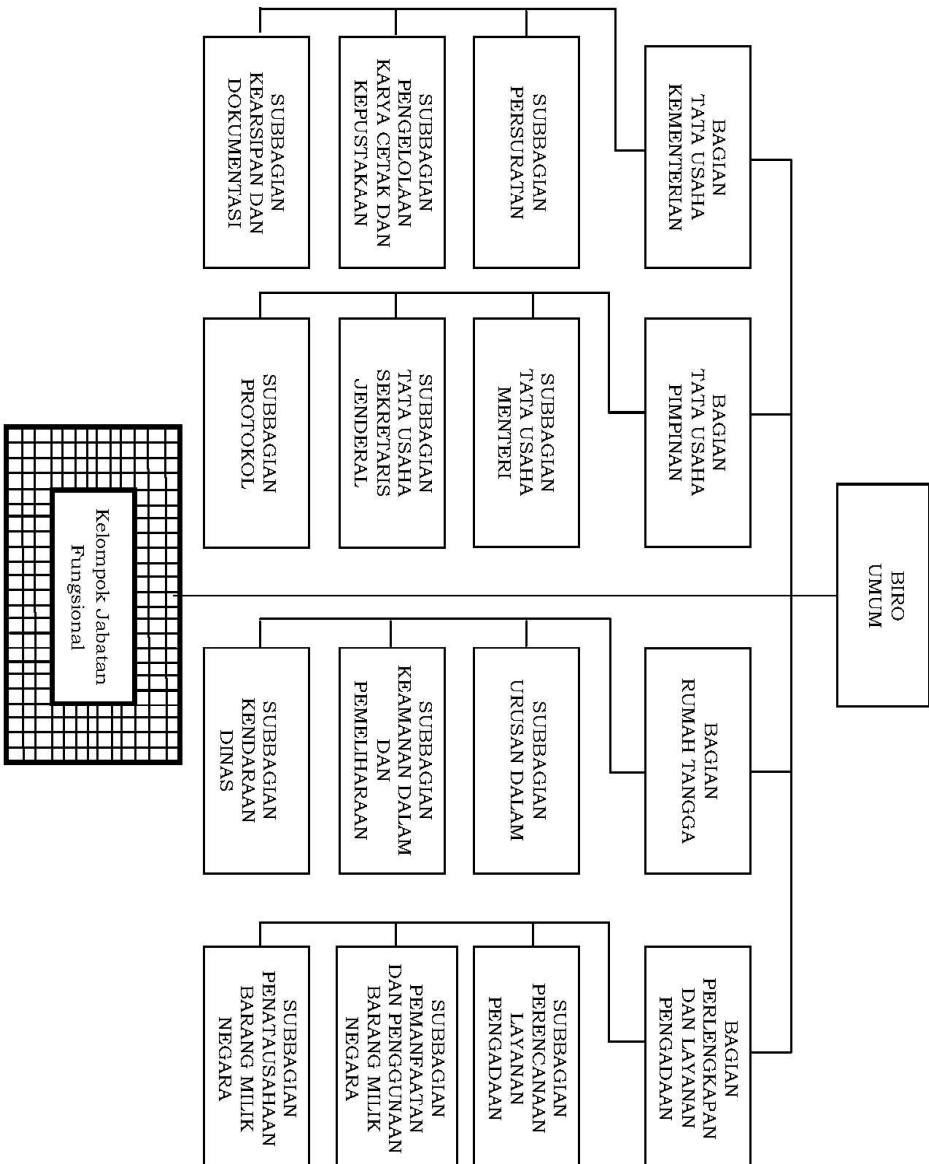 BIRO
UMUM
BAGIAN
TATA USAHA
KEMENTERIAN
BAGIAN
TATA USAHA
PIMPINAN
BAGIAN
RUMAH TANGGA
BAGIAN
PERLENGKAPAN
DAN LAYANAN
PENGADAAN
SUBBAGIAN
PERSURATAN
SUBBAGIAN
TATA USAHA
MENTERI
SUBBAGIAN
URUSAN DALAM
SUBBAGIAN
PERENCANAAN
LAYANAN
PENGADAAN
SUBBAGIAN
PENGELOLAAN
KARYA CETAK DAN
KEPUSTAKAAN
SUBBAGIAN
TATA USAHA
SEKRETARIS
JENDERAL
SUBBAGIAN
KEAMANAN DALAM
DAN
PEMELIHARAAN
SUBBAGIAN
PEMANFAATAN
DAN PENGGUNAAN
BARANG MILIK
NEGARA
SUBBAGIAN
KEARSIPAN DAN
DOKUMENTASI
SUBBAGIAN
PROTOKOL
SUBBAGIAN
KENDARAAN
DINAS
SUBBAGIAN
PENATAUSAHAAN
BARANG MILIK
NEGARA
Kelompok Jabatan
Fungsional